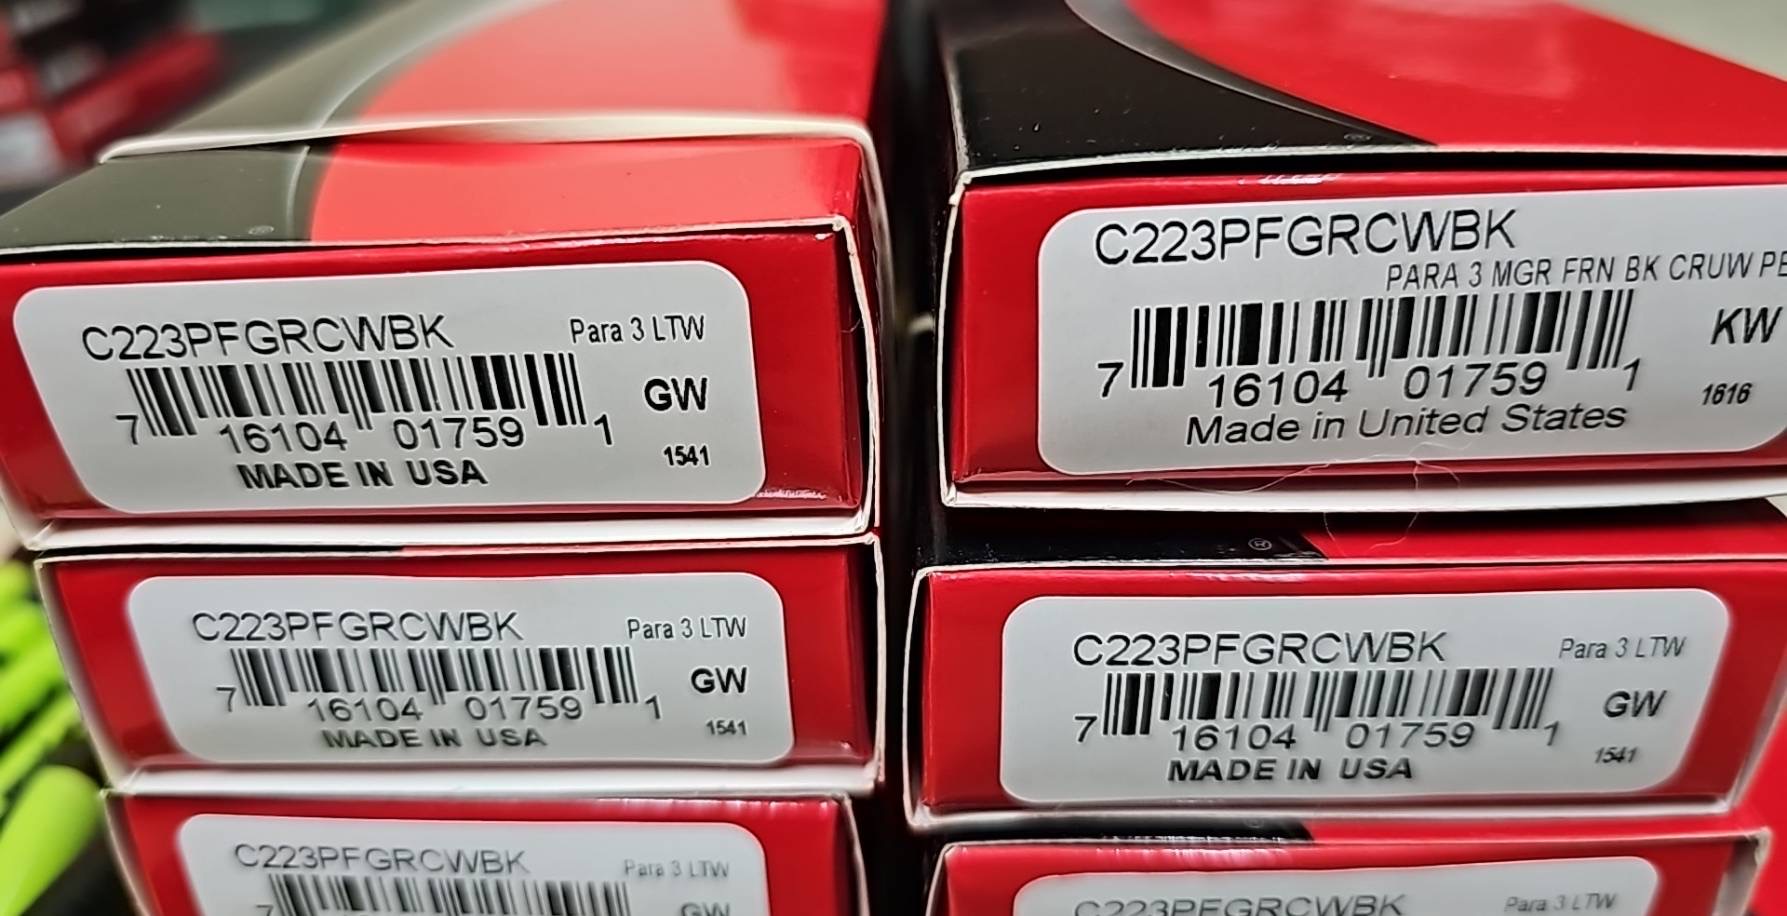 C223PFGRCWBK
Para 3 LTW
GW
7 16104 01759 1
MADE IN USA
1541
C223PFGRCWBK
PARA 3 MGR FRN BK CRUW
KW
7 16104 01759 1
1616
Made in United States
C223PFGRCWBK
Para 3 LTW
GW
7 16104 01759 1
MADE IN USA
1541
C223PFGRCWBK
Para 3 LTW
GW
7 16104 01759 1
MADE IN USA
1541
C223PFGRCWBK
Para 3 LTW
7
GW
C223PFGRCWBK
Para 3 LTW